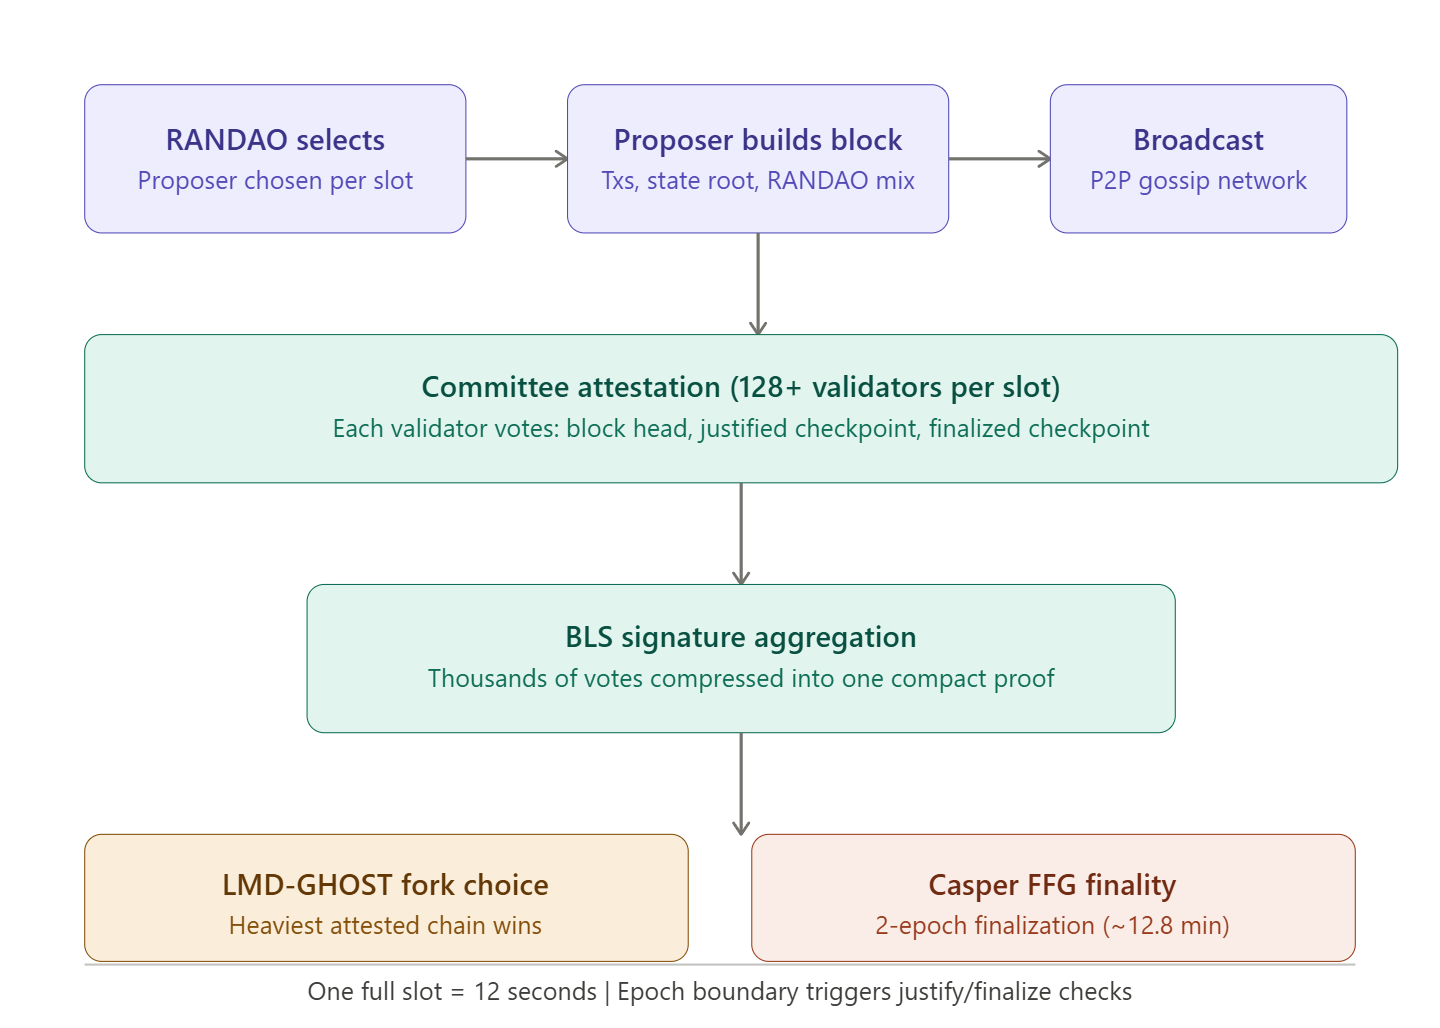 RANDAO selects
Proposer chosen per slot
Proposer builds block
Txs, state root, RANDAO mix
Broadcast
P2P gossip network
Committee attestation (128+ validators per slot)
Each validator votes: block head, justified checkpoint, finalized checkpoint
BLS signature aggregation
Thousands of votes compressed into one compact proof
LMD-GHOST fork choice
Heaviest attested chain wins
Casper FFG finality
2-epoch finalization (~12.8 min)
One full slot = 12 seconds | Epoch boundary triggers justify/finalize checks